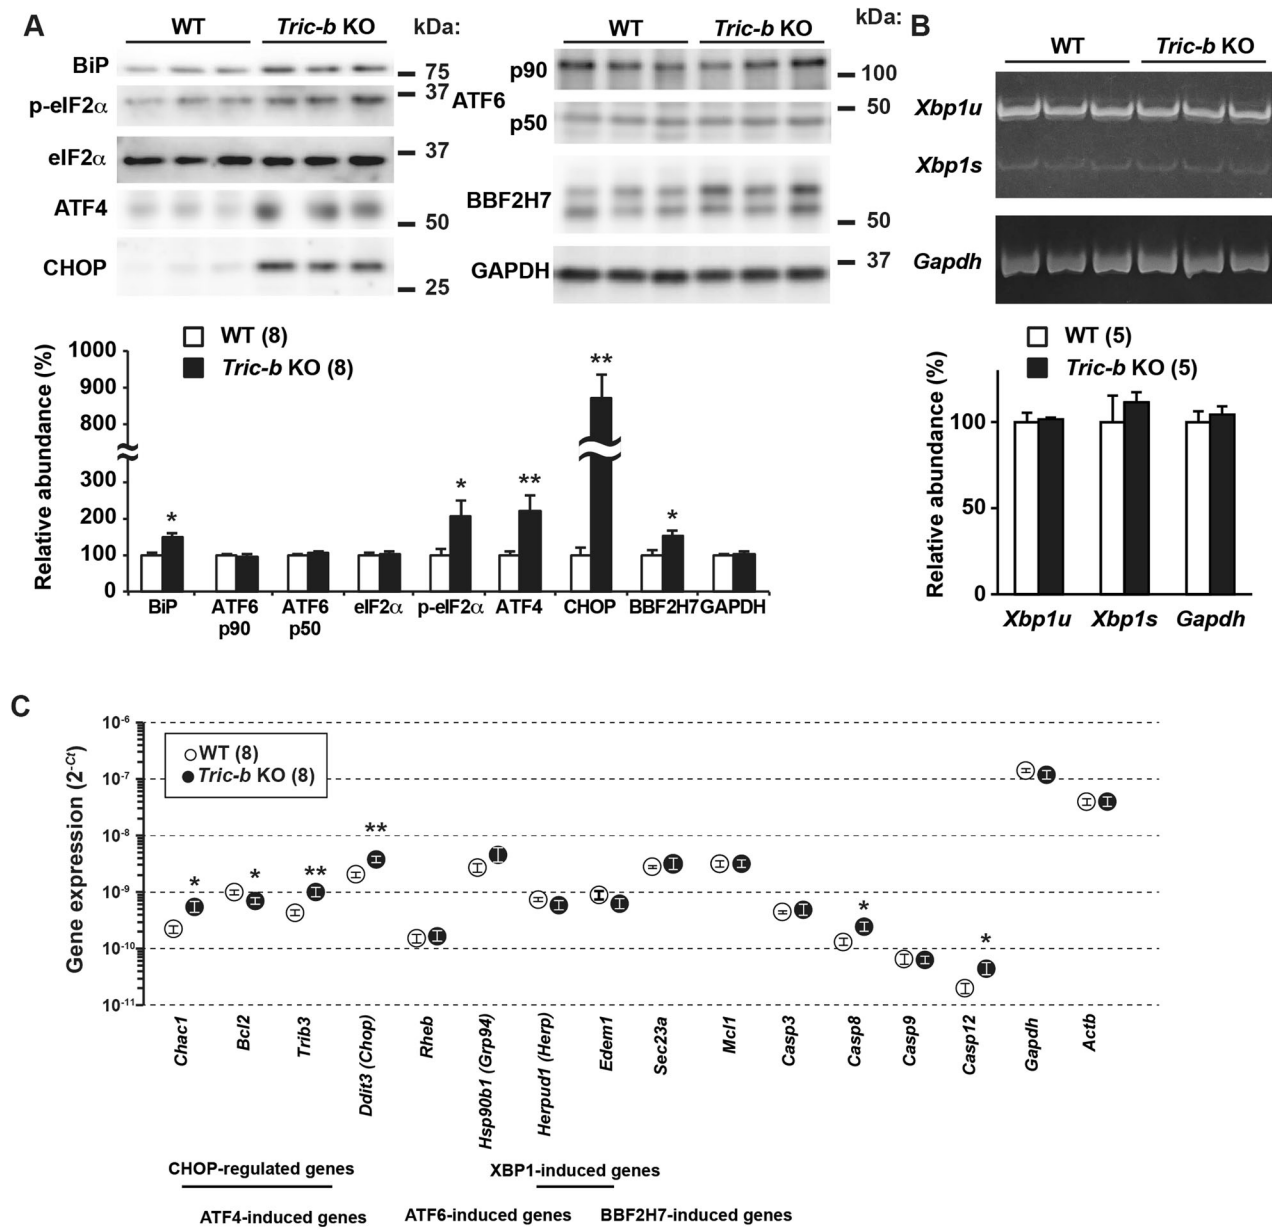 A
WT
Tric-b KO
kDa:
BiP
75
p-eIF2α
37
eIF2α
37
ATF4
50
CHOP
25
WT
Tric-b KO
kDa:
ATF6
p90
100
p50
50
BBF2H7
50
GAPDH
37
WT (8)
Tric-b KO (8)
Relative abundance (%)
1000
900
800
300
200
100
0
*
*
**
**
*
BiP
ATF6
p90
ATF6
p50
eIF2α
p-eIF2α
ATF4
CHOP
BBF2H7
GAPDH
B
WT
Tric-b KO
Xbp1u
Xbp1s
Gapdh
WT (5)
Tric-b KO (5)
Relative abundance (%)
100
50
0
Xbp1u
Xbp1s
Gapdh
C
Gene expression (2-Ct)
10-6
10-7
10-8
10-9
10-10
10-11
WT (8)
Tric-b KO (8)
*
*
**
**
*
*
Chac1
Bcl2
Trib3
Ddit3 (Chop)
Rheb
Hsp90b1 (Grp94)
Herpud1 (Herp)
Edem1
Sec23a
Mcl1
Casp3
Casp8
Casp9
Casp12
Gapdh
Actb
CHOP-regulated genes
XBP1-induced genes
ATF4-induced genes
ATF6-induced genes
BBF2H7-induced genes